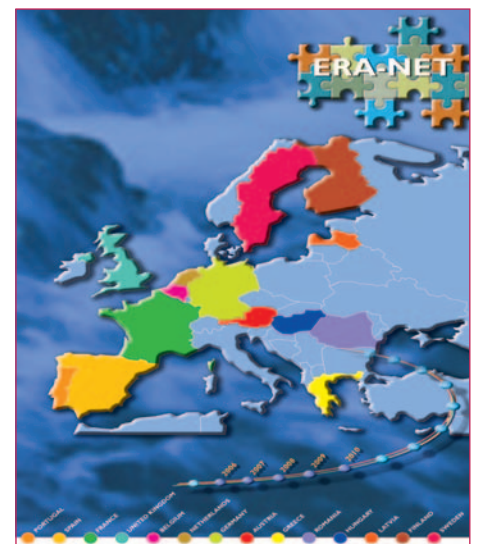 ERA-NET
2006
2007
2008
2009
2010
PORTUGAL
SPAIN
FRANCE
UNITED KINGDOM
BELGIUM
NETHERLANDS
GERMANY
AUSTRIA
GREECE
ROMANIA
HUNGARY
LATVIA
FINLAND
SWEDEN